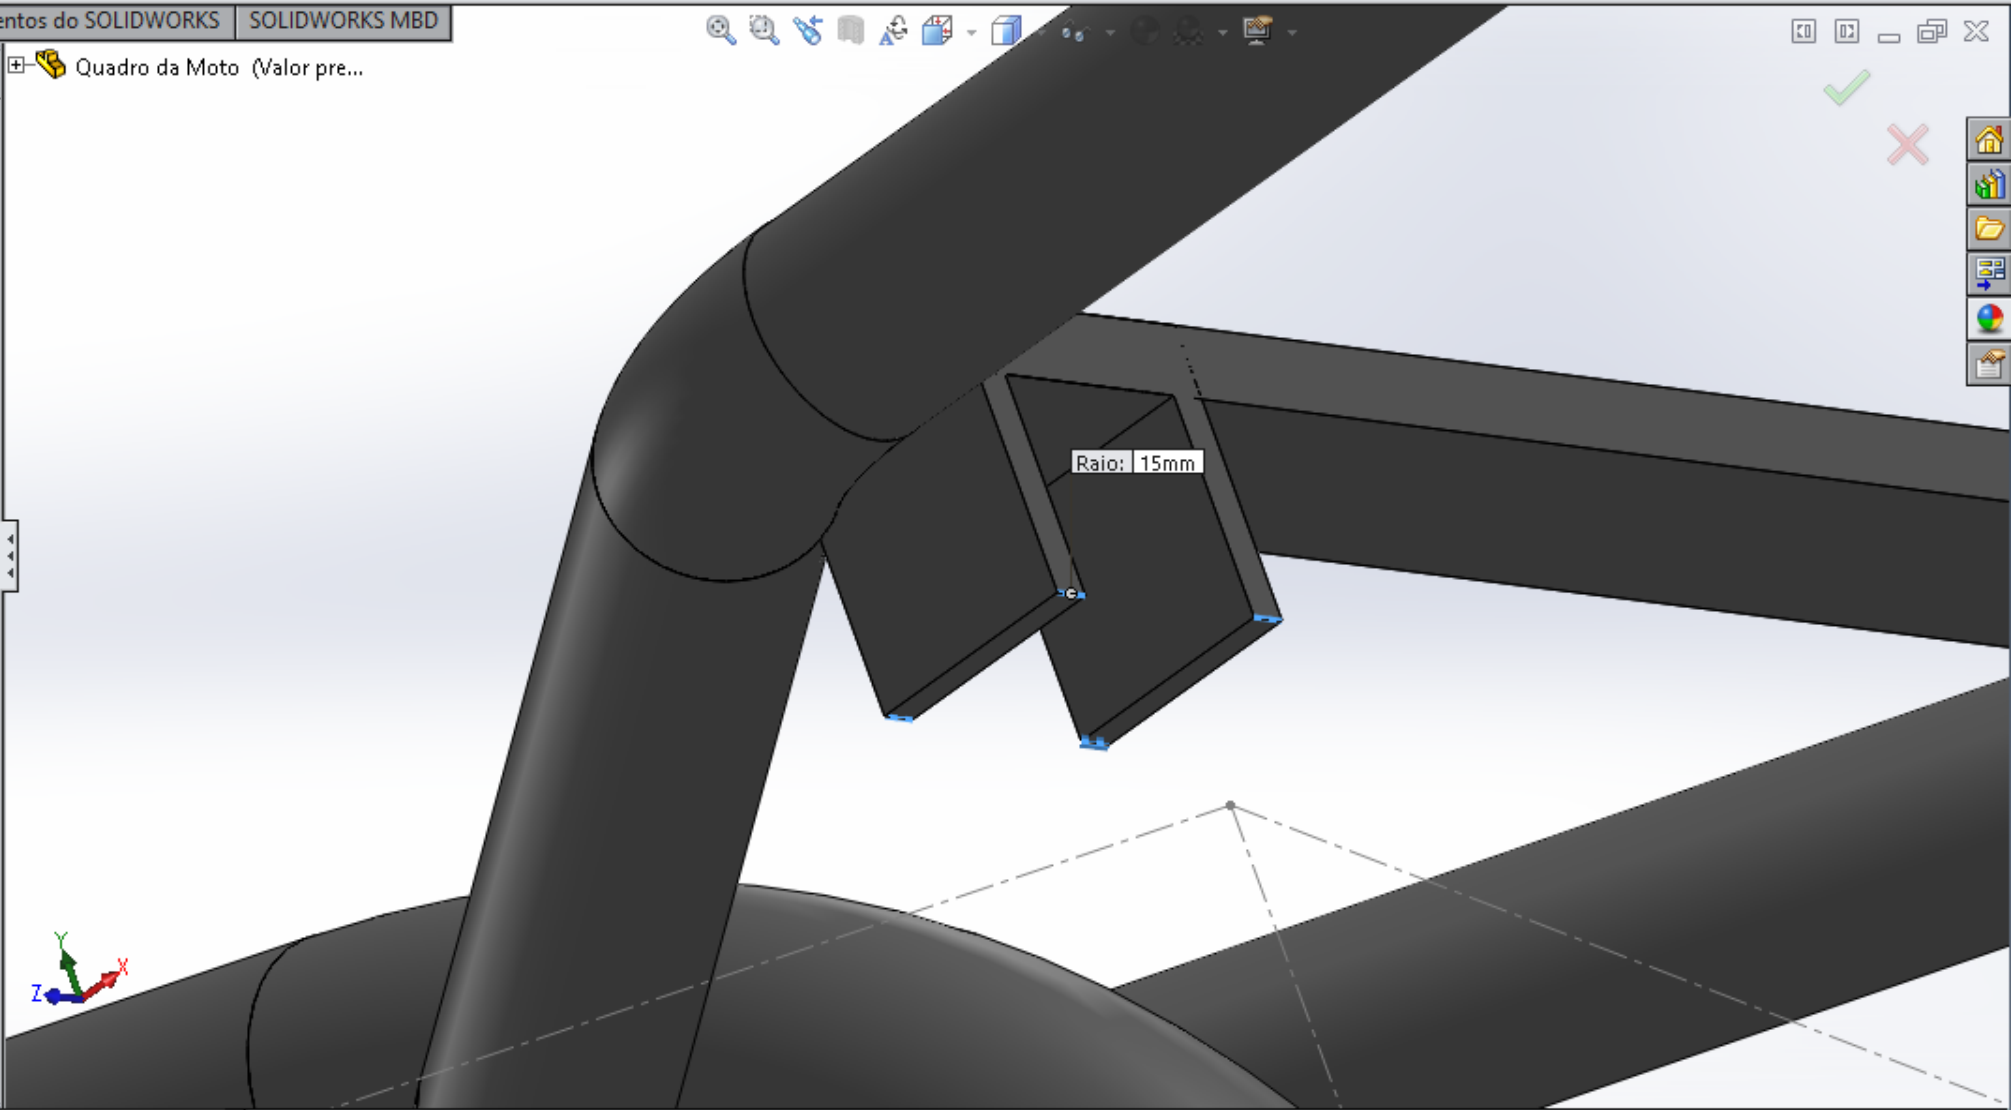 entos do SOLIDWORKS SOLIDWORKS MBD
Quadro da Moto (Valor pre...
Raio: 15mm
Y
X
Z